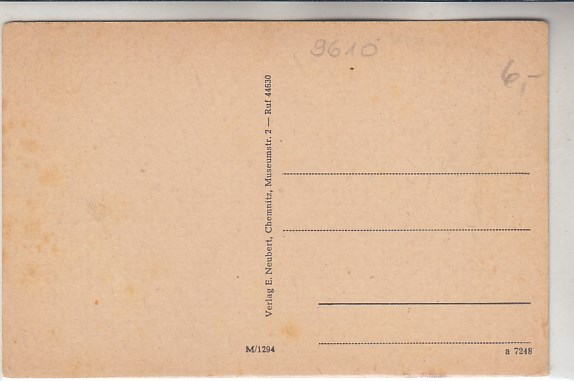 9610
6,-
Verlag E. Neubert, Chemnitz, Museumstr. 2 — Ruf 44630
M/1294
a 7248